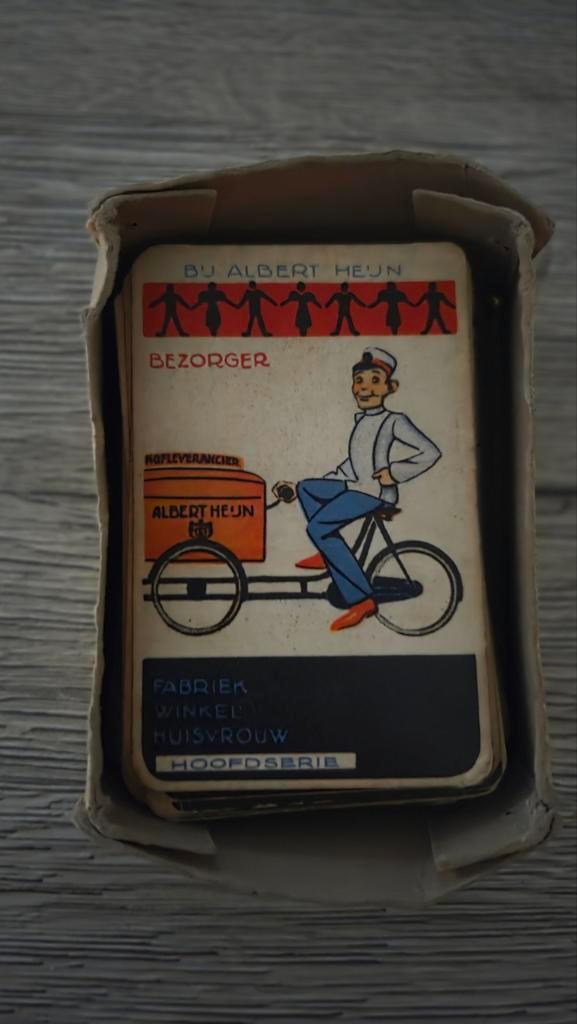 BIJ ALBERT HEIJN
BEZORGER
HOFLEVERANCIER
ALBERT HEIJN
FABRIEK
WINKEL
HUISVROUW
HOOFDSERIE